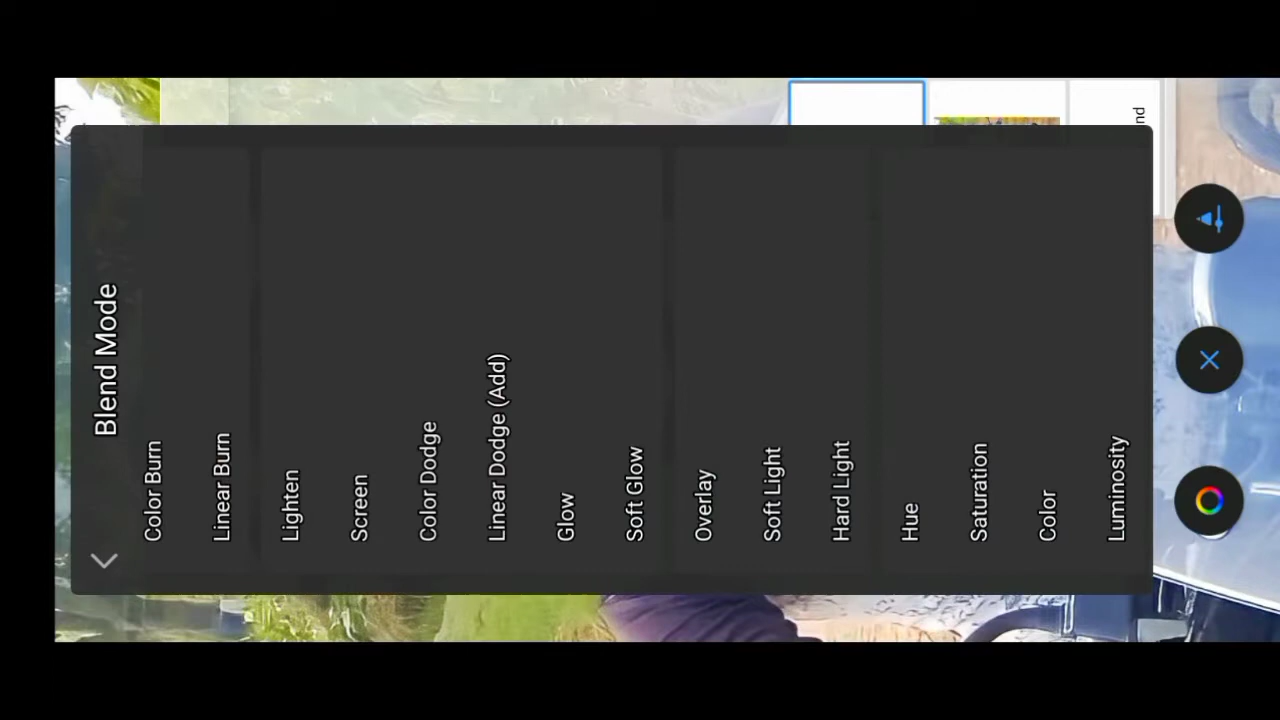 Blend Mode
Color Burn
Linear Burn
Lighten
Screen
Color Dodge
Linear Dodge (Add)
Glow
Soft Glow
Overlay
Soft Light
Hard Light
Hue
Saturation
Color
Luminosity
nd